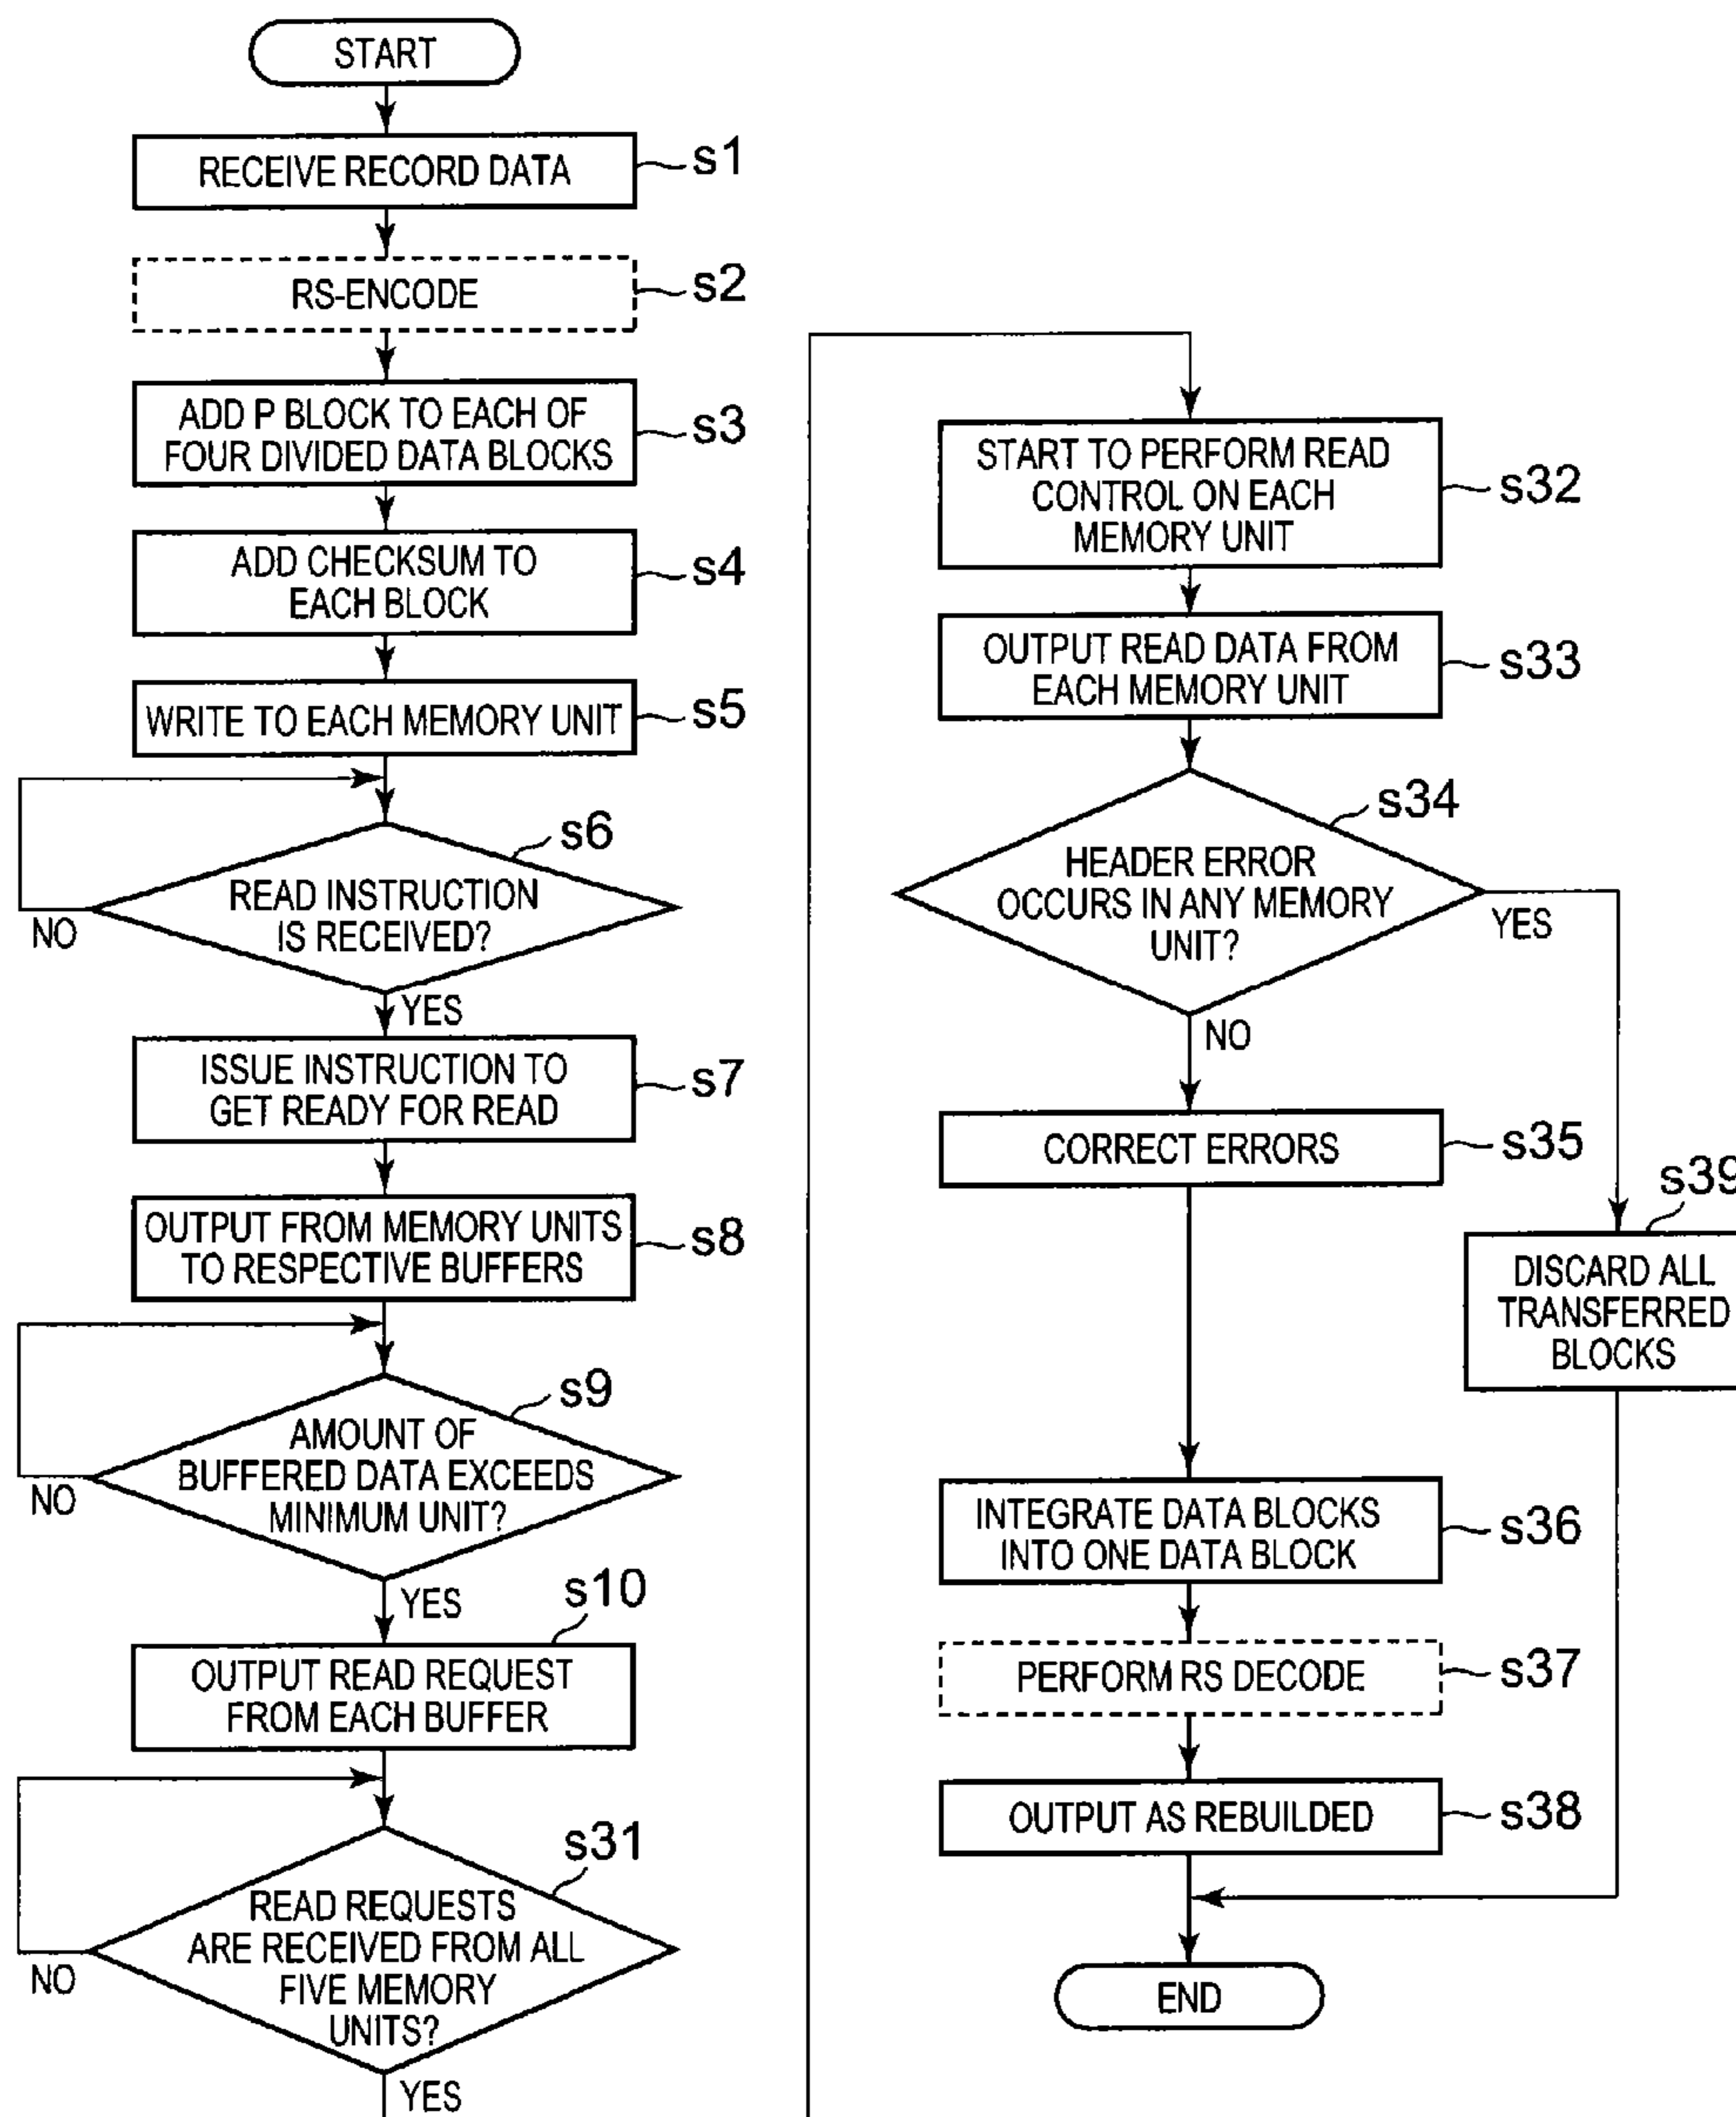 START
RECEIVE RECORD DATA
s1
RS-ENCODE
s2
ADD P BLOCK TO EACH OF
FOUR DIVIDED DATA BLOCKS
s3
ADD CHECKSUM TO
EACH BLOCK
s4
WRITE TO EACH MEMORY UNIT
s5
s6
READ INSTRUCTION
IS RECEIVED?
NO
YES
ISSUE INSTRUCTION TO
GET READY FOR READ
s7
OUTPUT FROM MEMORY UNITS
TO RESPECTIVE BUFFERS
s8
s9
AMOUNT OF
BUFFERED DATA EXCEEDS
MINIMUM UNIT?
NO
YES
s10
OUTPUT READ REQUEST
FROM EACH BUFFER
s31
READ REQUESTS
ARE RECEIVED FROM ALL
FIVE MEMORY
UNITS?
NO
YES
START TO PERFORM READ
CONTROL ON EACH
MEMORY UNIT
s32
OUTPUT READ DATA FROM
EACH MEMORY UNIT
s33
s34
HEADER ERROR
OCCURS IN ANY MEMORY
UNIT?
YES
NO
CORRECT ERRORS
s35
s39
DISCARD ALL
TRANSFERRED
BLOCKS
INTEGRATE DATA BLOCKS
INTO ONE DATA BLOCK
s36
PERFORM RS DECODE
s37
OUTPUT AS REBUILDED
s38
END